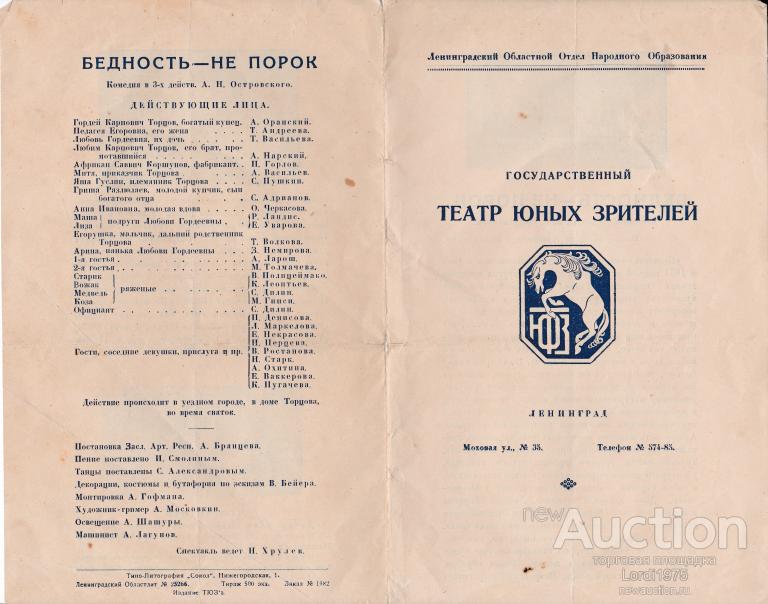 БЕДНОСТЬ—НЕ ПОРОК
Комедия в 3-х действ. А. Н. Островского.
ДЕЙСТВУЮЩИЕ ЛИЦА.
Гордей Карпович Торцов, богатый купец. А. Оранский.
Пелагея Егоровна, его жена . . . . Т. Андреева.
Любовь Гордеевна, их дочь . . . . Т. Васильева.
Любим Карпович Торцов, его брат, про-
мотавшийся . . . . . . . . А. Нарский.
Африкан Саввич Коршунов, фабрикант. . П. Горлов.
Митя, приказчик Торцова . . . . А. Васильев.
Яша Гуслин, племянник Торцова . . . С. Пушкин.
Гриша Разлюляев, молодой купчик, сын
богатого отца . . . . . . . С. Адрианов.
Анна Ивановна, молодая вдова . . . . О. Черкасова.
Маша
Лиза
подруги Любови Гордеевны .
Р. Ландис.
Е. Уварова.
Егорушка, мальчик, дальний родственник
Торцова . . . . . . . . Т. Волкова.
Арина, нянька Любови Гордеевны . . . З. Немирова.
1-я гостья . . . . . . . . А. Ларош.
2-я гостья . . . . . . . . М. Толмачева.
Старик
Вожак
Медведь
Коза
ряженые
В. Полицеймако.
К. Леонтьев.
С. Дилин.
М. Гипси.
Официант . . . . . . . . С. Дилин.
Гости, соседние девушки, прислуга и пр.
П. Денисова.
Л. Маркелова.
Е. Некрасова.
Н. Перцева.
В. Ростанова.
Н. Старк.
А. Охитина.
Е. Ваккерова.
К. Пугачева.
Действие происходит в уездном городе, в доме Торцова,
во время святок.
Постановка Засл. Арт. Респ. А. Брянцева.
Пение поставлено И. Смолиным.
Танцы поставлены С. Александровым.
Декорации, костюмы и бутафория по эскизам В. Бейера.
Монтировка А. Гофмана.
Художник-гример А. Московкин.
Освещение А. Шатуры.
Машинист А. Лагунов.
Спектакль ведет Н. Хрулев.
Типо-Литография „Сокол“. Нижегородская, 1.
Ленинградский Областлит № 25266. Тираж 500 экз. Заказ № 1982
Издание ТЮЗ'а
Ленинградский Областной Отдел Народного Образования
ГОСУДАРСТВЕННЫЙ
ТЕАТР ЮНЫХ ЗРИТЕЛЕЙ
ТЮЗ
ЛЕНИНГРАД
Моховая ул., № 35. Телефон № 574-85.
newAuction
торговая площадка
Lordi1975
newauction.ru